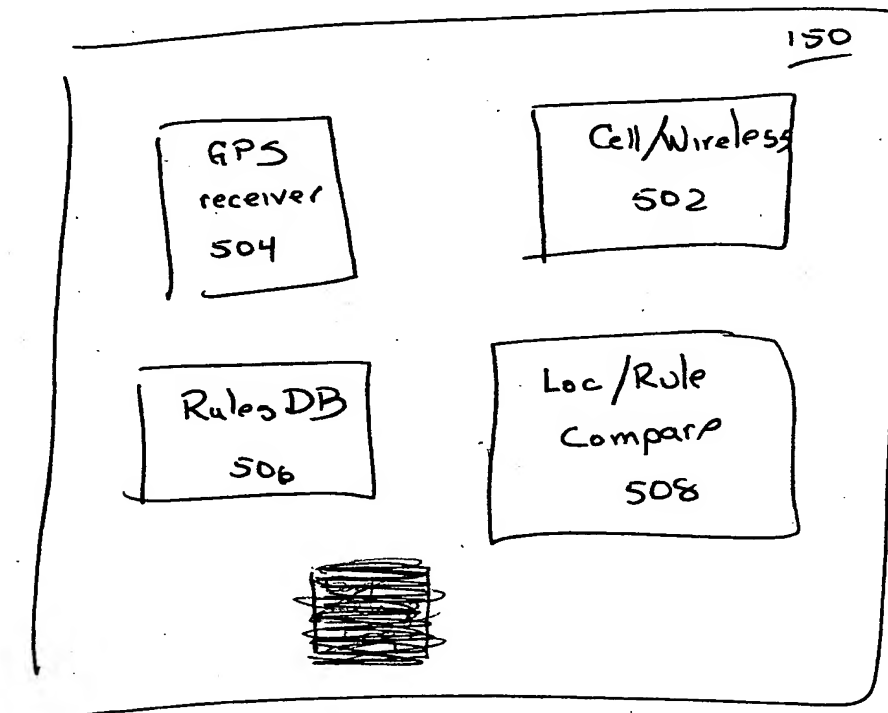 150
GPS
receiver
504
Cell/Wireless
502
Rules DB
506
Loc/Rule
Compare
508